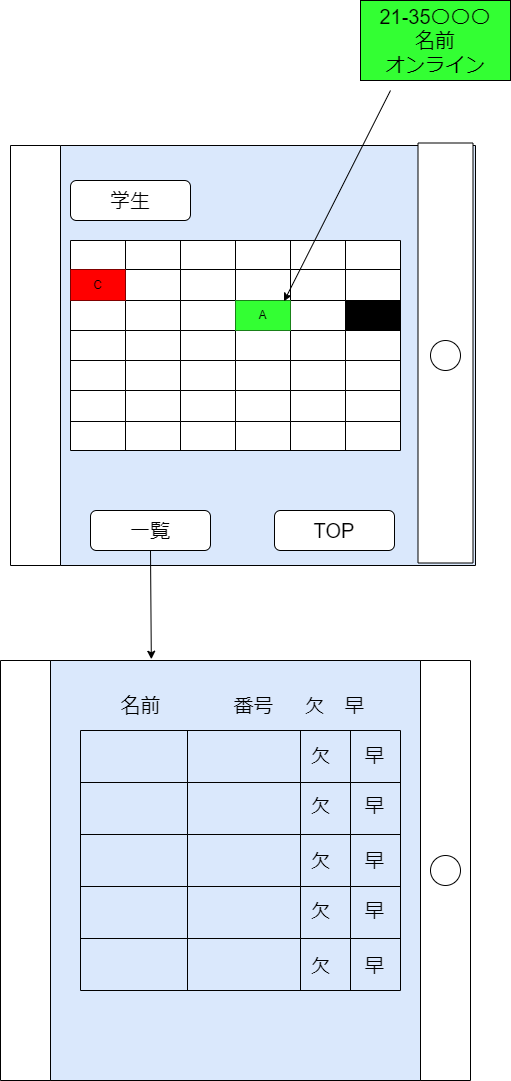 21-35〇〇〇
名前
オンライン
学生
C
A
一覧
TOP
名前 番号 欠 早
欠 早
欠 早
欠 早
欠 早
欠 早